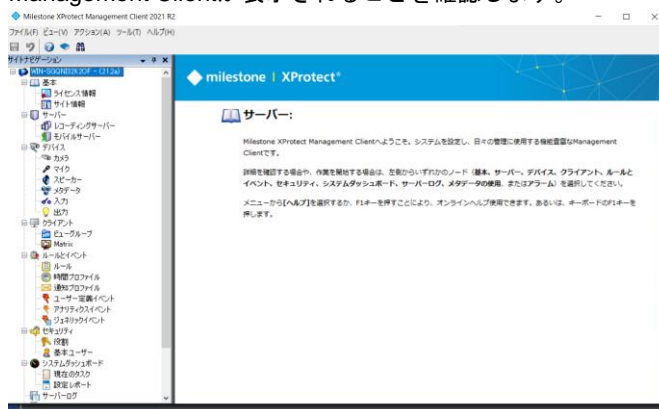 Management Clientが表示されることを確認します。
Milestone XProtect Management Client 2021 R2
ファイル(F) ビュー(V) アクション(A) ツール(T) ヘルプ(H)
サイトナビゲーション
基本
ライセンス情報
サイト情報
サーバー
レコーディングサーバー
モバイルサーバー
デバイス
カメラ
マイク
スピーカー
メタデータ
入力
出力
クライアント
ビューグループ
Matrix
ルールとイベント
ルール
時間プロファイル
通知プロファイル
ユーザー定義イベント
アナリティクスイベント
ジェネリックイベント
セキュリティ
役割
基本ユーザー
システムダッシュボード
現在のタスク
設定レポート
サーバーログ
milestone XProtect®
サーバー:
Milestone XProtect Management Clientへようこそ。システムを設定し、日々の管理に使用する機能豊富なManagement
Clientです。
詳細を確認する場合や、作業を開始する場合は、左側からいずれかのノード（基本、サーバー、デバイス、クライアント、ルールと
イベント、セキュリティ、システムダッシュボード、サーバーログ、メタデータの使用、またはアラーム）を選択してください。
メニューから[ヘルプ]を選択するか、F1キーを押すことにより、オンラインヘルプ使用できます。あるいは、キーボードのF1キーを
押します。